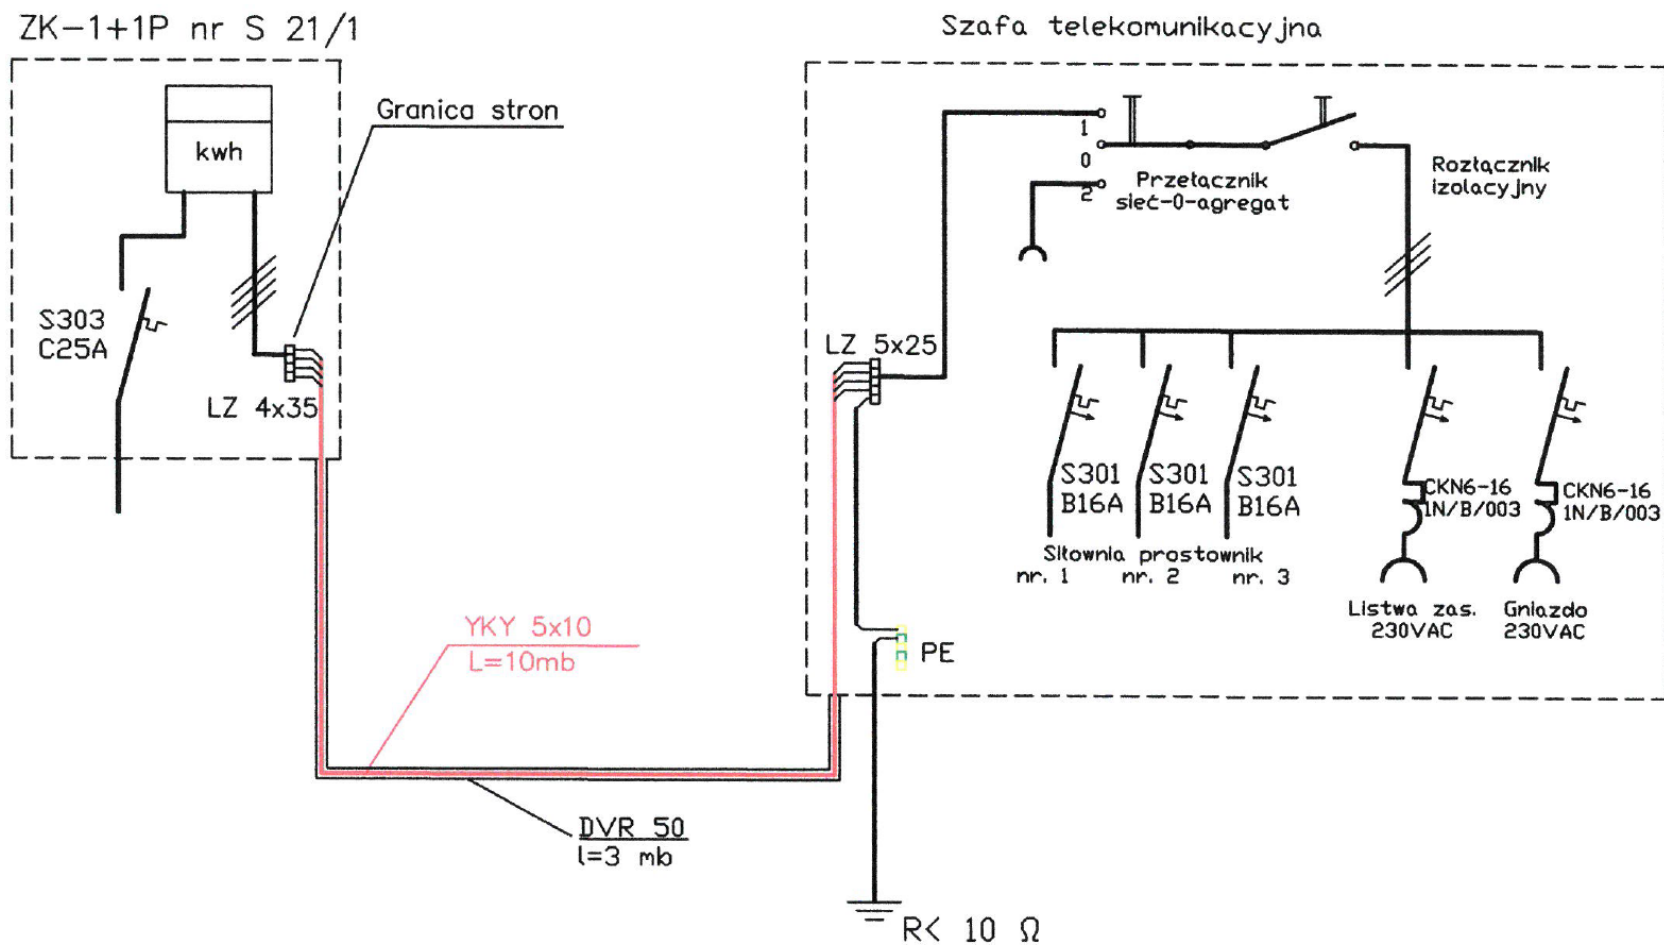 ZK-1+1P nr S 21/1
Szafa telekomunikacyjna
Granica stron
kwh
1
0
2
Przełącznik
sieć-0-agregat
Rozłącznik
izolacyjny
S303
C25A
LZ 4x35
LZ 5x25
S301
B16A
S301
B16A
S301
B16A
CKN6-16
1N/B/003
CKN6-16
1N/B/003
Siłownia prostownik
nr. 1
nr. 2
nr. 3
Listwa zas.
230VAC
Gniazdo
230VAC
YKY 5x10
L=10mb
PE
DVR 50
l=3 mb
R< 10 Ω